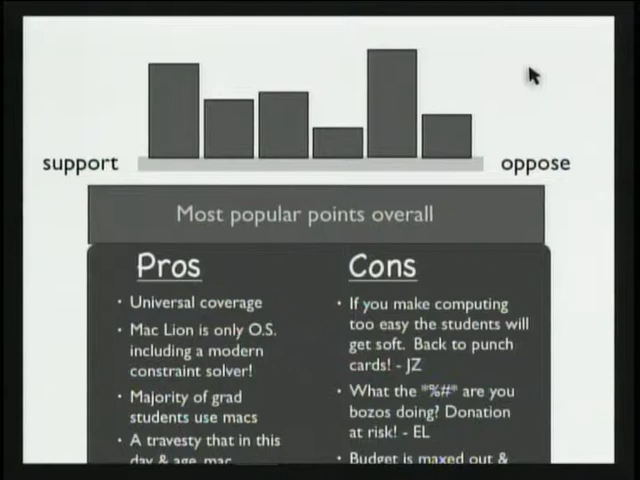 support
oppose
Most popular points overall
Pros
Cons
• Universal coverage
• Mac Lion is only O.S.
including a modern
constraint solver!
• Majority of grad
students use macs
• A travesty that in this
day & age, mac
• If you make computing
too easy the students will
get soft. Back to punch
cards! - JZ
• What the *%#* are you
bozos doing? Donation
at risk! - EL
• Budget is maxed out &